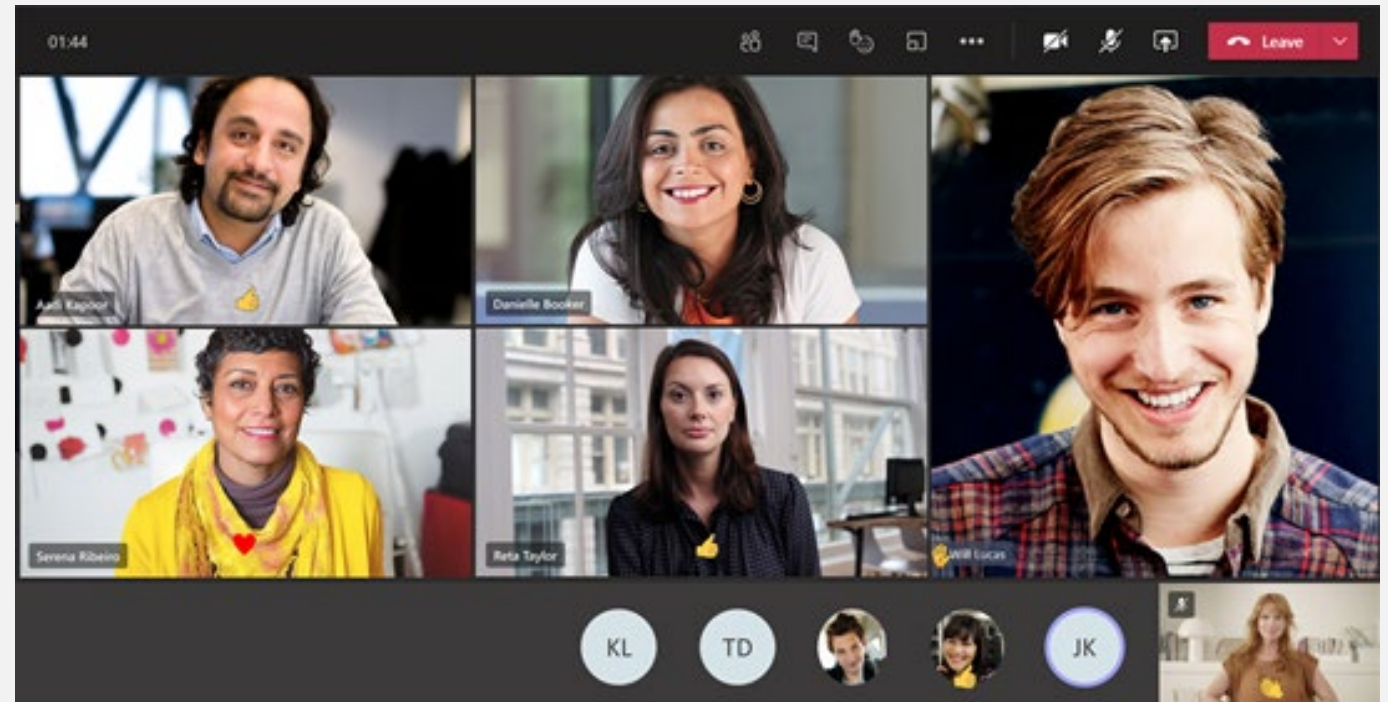 01:44
Leave
Aadi Kapoor
Danielle Booker
Serena Ribeiro
Reta Taylor
Will Lucas
KL
TD
JK